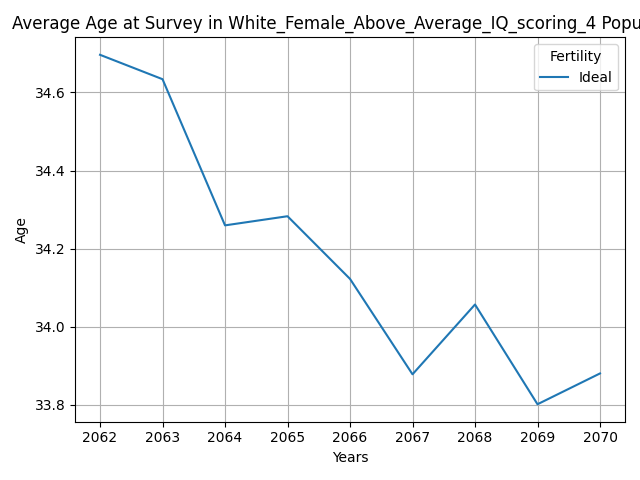 Average Age at Survey in White_Female_Above_Average_IQ_scoring_4 Popu
Fertility
Ideal
34.6
34.4
34.2
34.0
33.8
Age
2062 2063 2064 2065 2066 2067 2068 2069 2070
Years